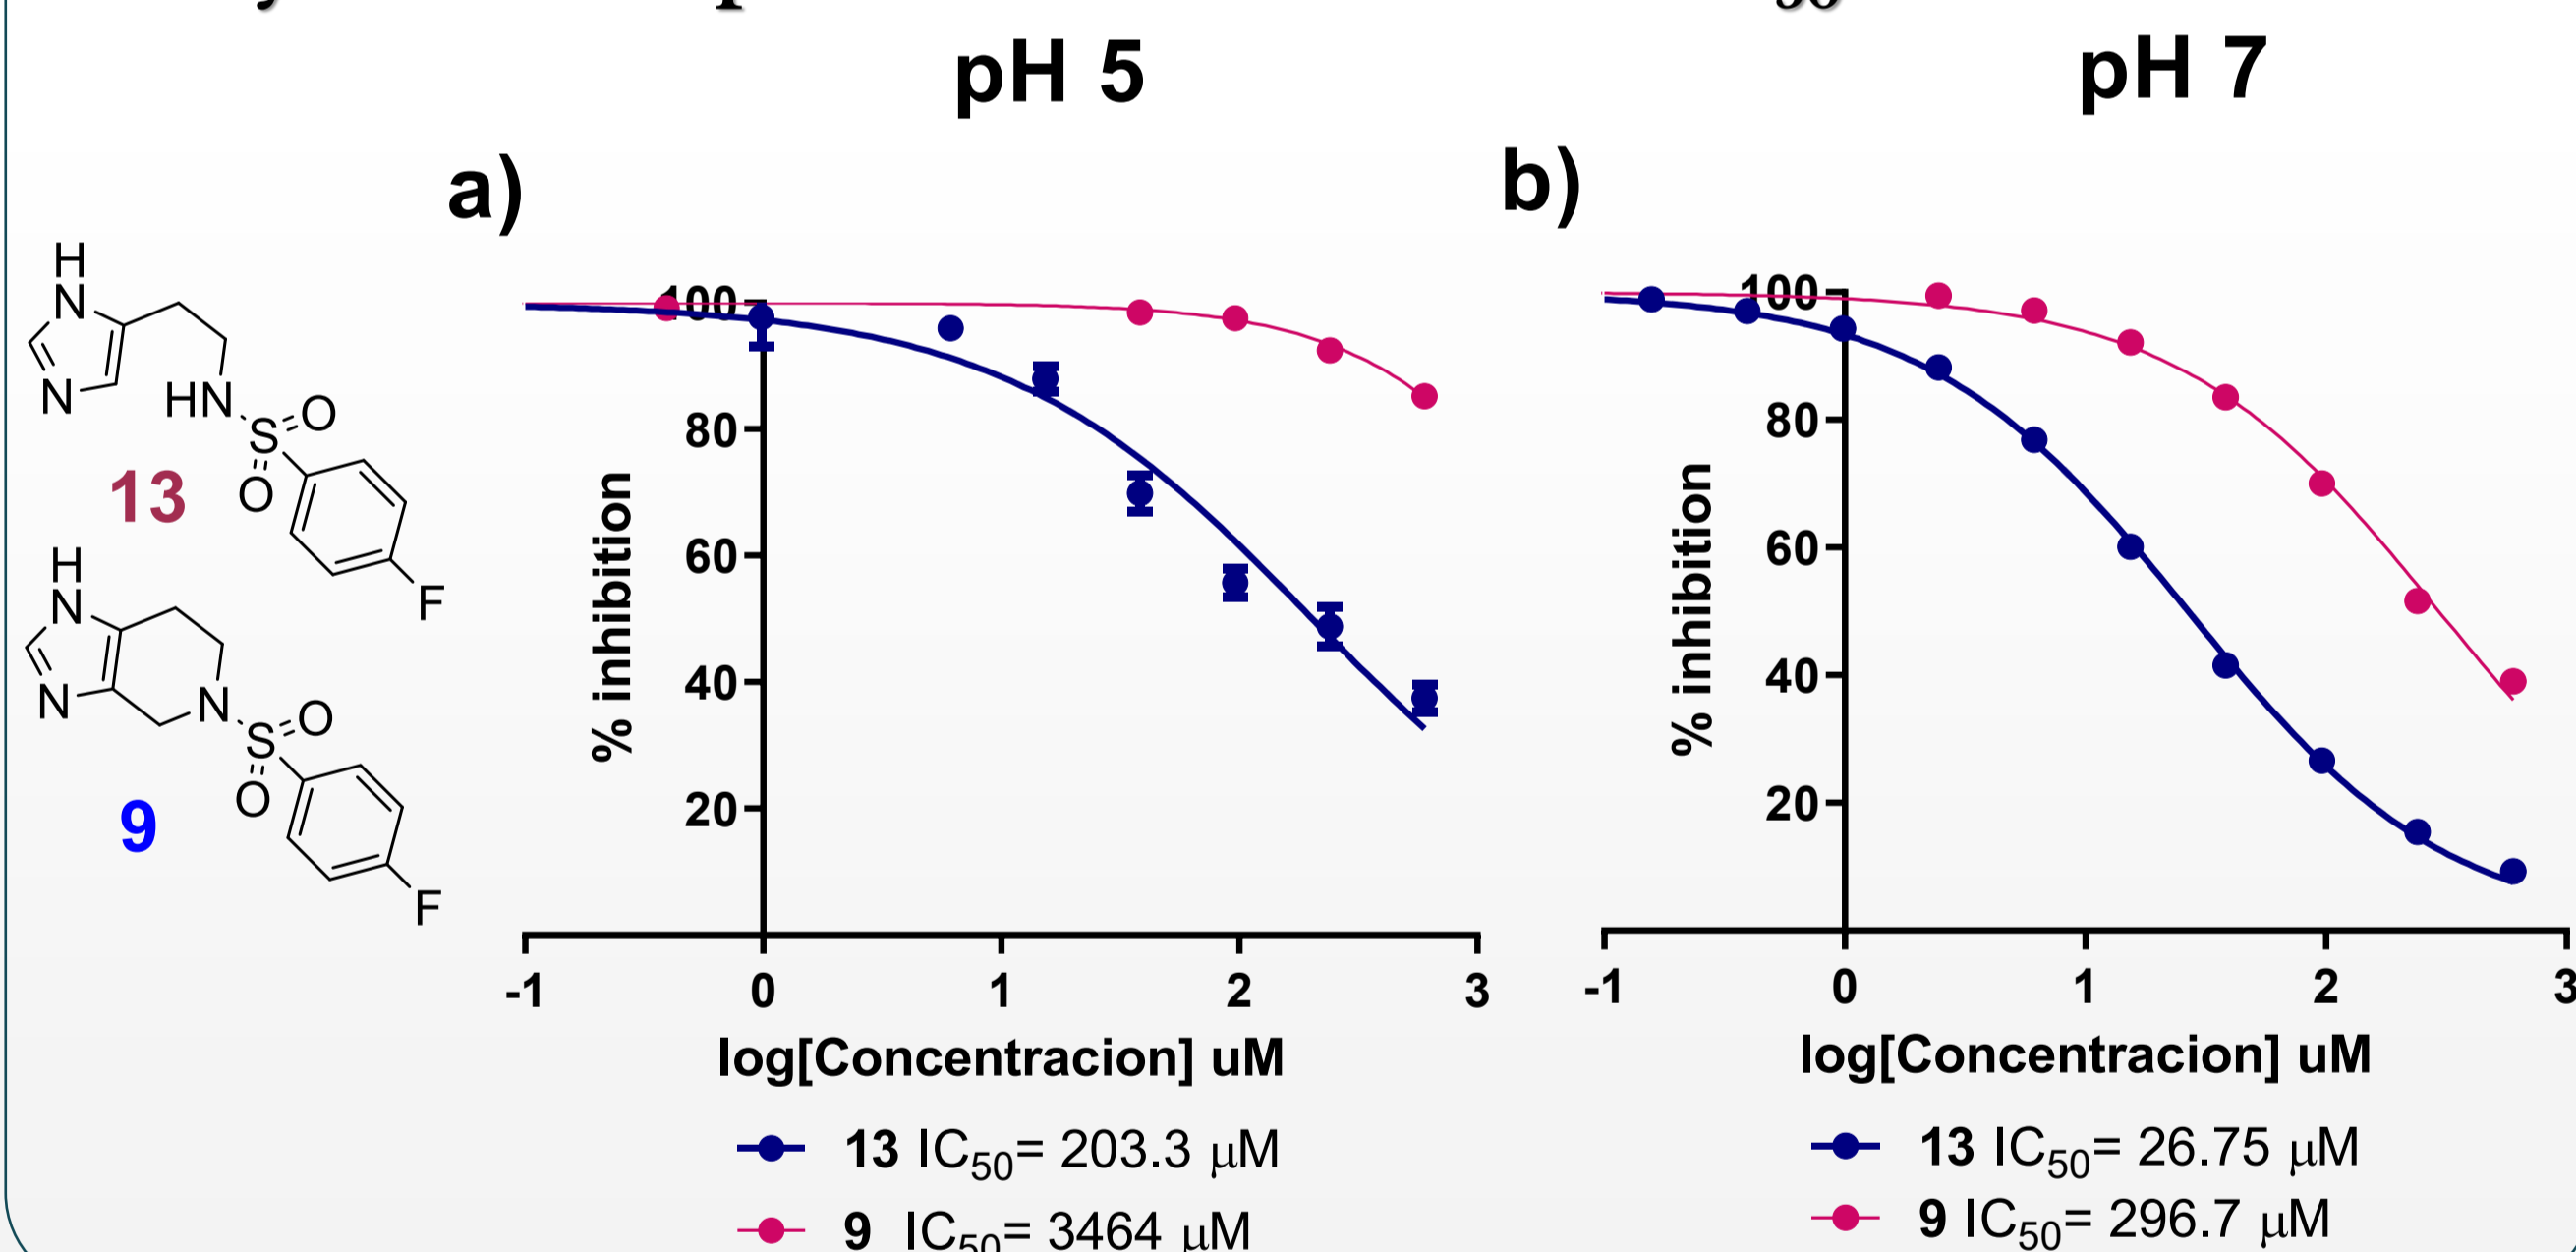 pH 5
pH 7
a)
b)
H
N
N
HN
S
O
O
F
13
H
N
N
N
S
O
O
F
9
100
80
60
40
20
% inhibition
-1 0 1 2 3
log[Concentracion] uM
13 IC50= 203.3 μM
9 IC50= 3464 μM
100
80
60
40
20
% inhibition
-1 0 1 2 3
log[Concentracion] uM
13 IC50= 26.75 μM
9 IC50= 296.7 μM